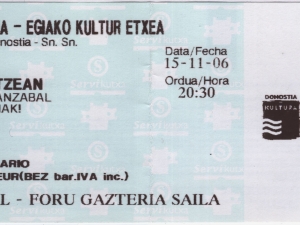 A - EGIAKO KULTUR ETXEA
onostia - Sn. Sn.
Data/Fecha
15-11-06
TZEAN
Ordua/Hora
ANZABAL
20:30
IAK!
DONOSTIA
KULTURA
ARIO
EUR(BEZ bar.IVA inc.)
L - FORU GAZTERIA SAILA